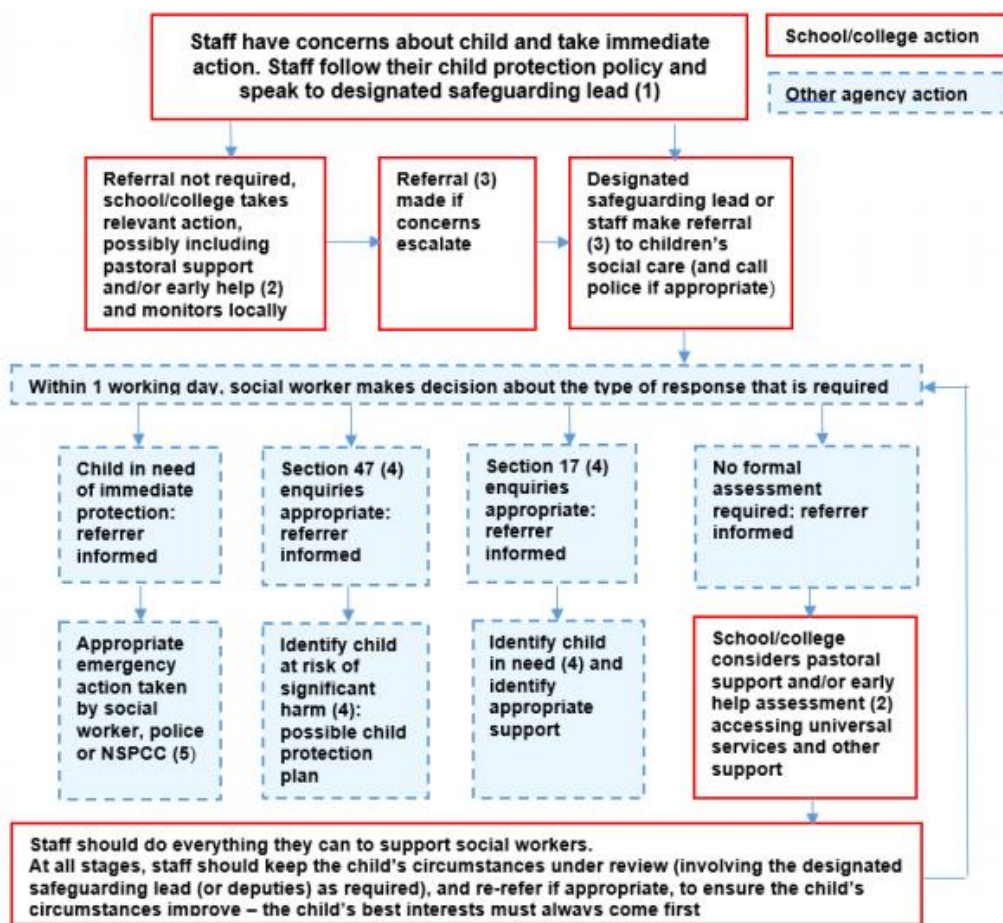 Staff have concerns about child and take immediate
action. Staff follow their child protection policy and
speak to designated safeguarding lead (1)
School/college action
Other agency action
Referral not required,
school/college takes
relevant action,
possibly including
pastoral support
and/or early help (2)
and monitors locally
Referral (3)
made if
concerns
escalate
Designated
safeguarding lead or
staff make referral
(3) to children's
social care (and call
police if appropriate)
Within 1 working day, social worker makes decision about the type of response that is required
Child in need
of immediate
protection:
referrer
informed
Section 47 (4)
enquiries
appropriate:
referrer
informed
Section 17 (4)
enquiries
appropriate:
referrer
informed
No formal
assessment
required: referrer
informed
Appropriate
emergency
action taken
by social
worker, police
or NSPCC (5)
Identify child
at risk of
significant
harm (4):
possible child
protection
plan
Identify child
in need (4) and
identify
appropriate
support
School/college
considers pastoral
support and/or early
help assessment (2)
accessing universal
services and other
support
Staff should do everything they can to support social workers.
At all stages, staff should keep the child's circumstances under review (involving the designated
safeguarding lead (or deputies) as required), and re-refer if appropriate, to ensure the child's
circumstances improve – the child's best interests must always come first